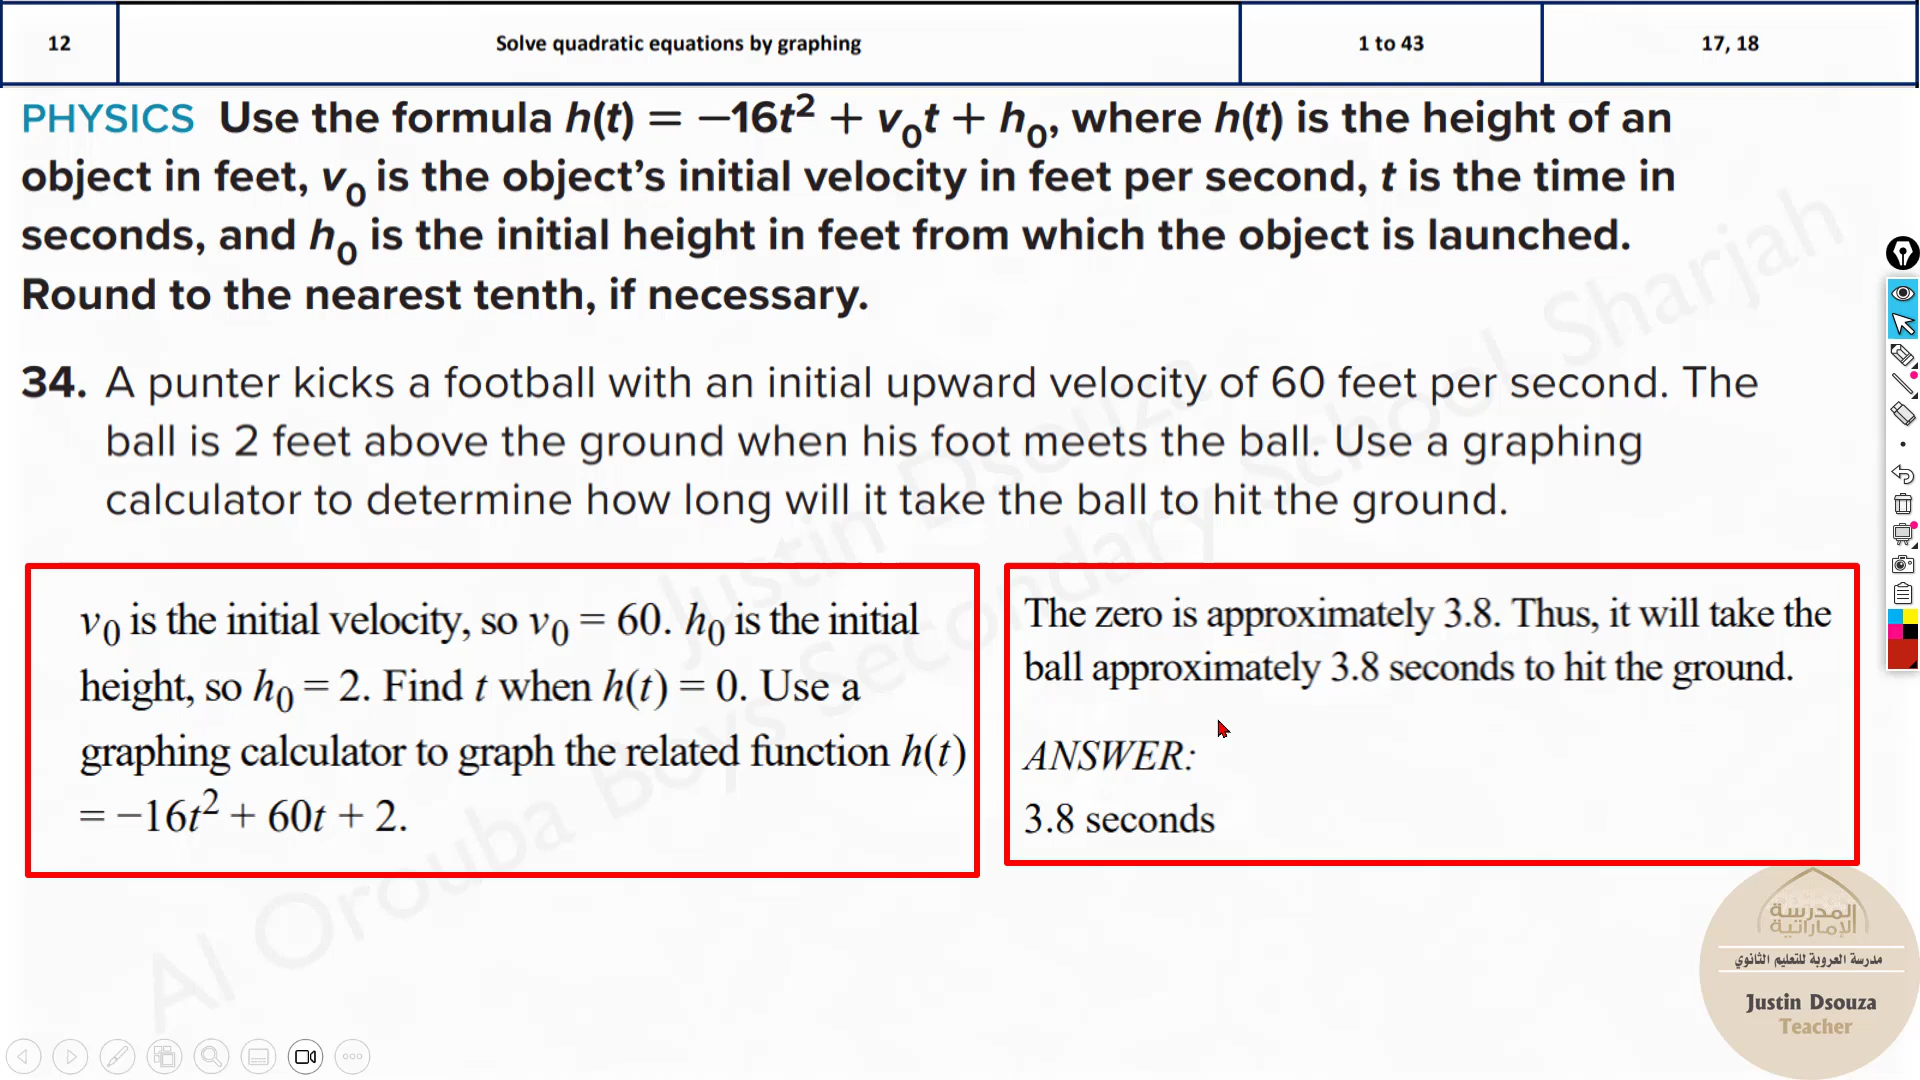 12
Solve quadratic equations by graphing
1 to 43
17, 18
PHYSICS Use the formula h(t) = −16t² + v₀t + h₀, where h(t) is the height of an
object in feet, v₀ is the object’s initial velocity in feet per second, t is the time in
seconds, and h₀ is the initial height in feet from which the object is launched.
Round to the nearest tenth, if necessary.
34. A punter kicks a football with an initial upward velocity of 60 feet per second. The
ball is 2 feet above the ground when his foot meets the ball. Use a graphing
calculator to determine how long will it take the ball to hit the ground.
v₀ is the initial velocity, so v₀ = 60. h₀ is the initial
height, so h₀ = 2. Find t when h(t) = 0. Use a
graphing calculator to graph the related function h(t)
= −16t² + 60t + 2.
The zero is approximately 3.8. Thus, it will take the
ball approximately 3.8 seconds to hit the ground.
ANSWER:
3.8 seconds
Justin Dsouza
Al Orouba Boys Secondary School Sharjah
المدرسة
الإماراتية
مدرسة العروبة للتعليم الثانوي
Justin Dsouza
Teacher